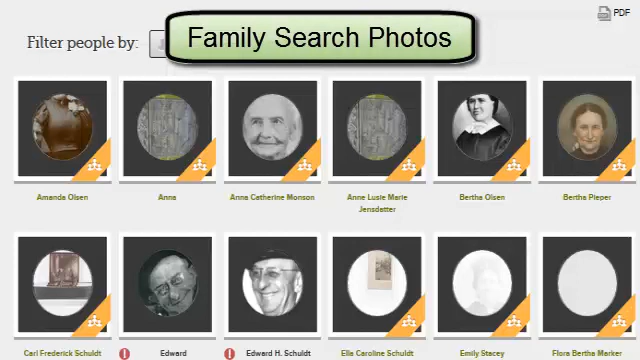 PDF
Filter people by:
Family Search Photos
Amanda Olsen
Anna
Anna Catherine Monson
Anne Lusie Marie
Jensdatter
Bertha Olsen
Bertha Pieper
Carl Frederick Schuldt
Edward
Edward H. Schuldt
Ella Caroline Schuldt
Emily Stacey
Flora Bertha Marker